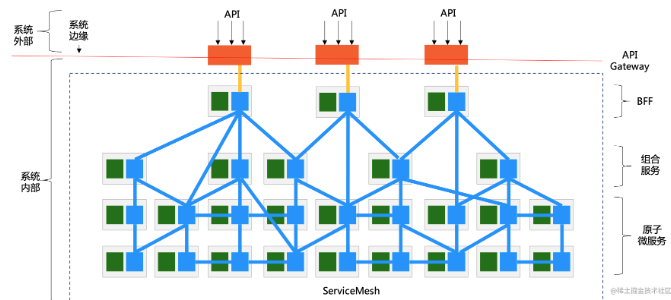 API
API
API
系统
外部
系统
边缘
API
Gateway
BFF
组合
服务
系统
内部
原子
微服务
ServiceMesh
@稀土掘金技术社区